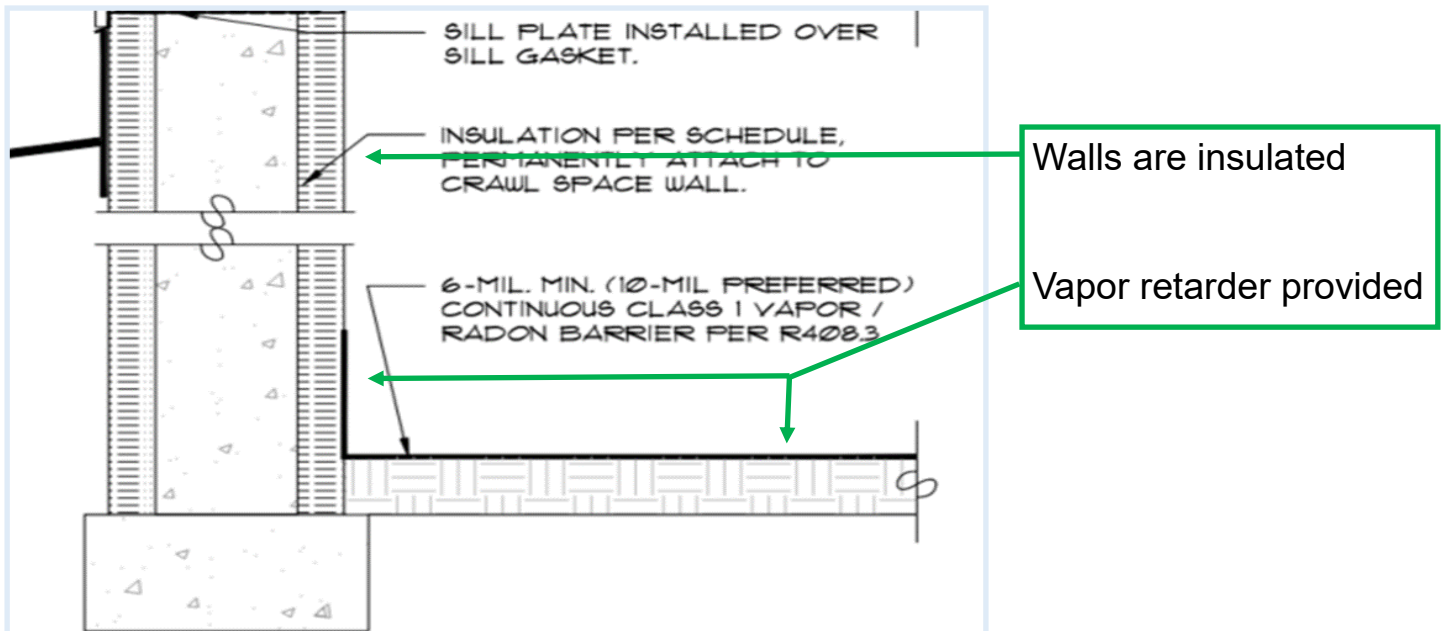 SILL PLATE INSTALLED OVER
SILL GASKET.
INSULATION PER SCHEDULE,
PERMANENTLY ATTACH TO
CRAWL SPACE WALL.
Walls are insulated
6-MIL. MIN. (10-MIL PREFERRED)
CONTINUOUS CLASS 1 VAPOR /
RADON BARRIER PER R408.3
Vapor retarder provided